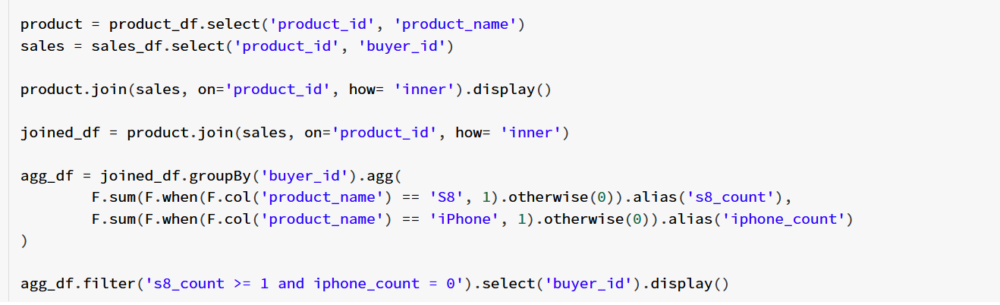 product = product_df.select('product_id', 'product_name')
sales = sales_df.select('product_id', 'buyer_id')
product.join(sales, on='product_id', how= 'inner').display()
joined_df = product.join(sales, on='product_id', how= 'inner')
agg_df = joined_df.groupBy('buyer_id').agg(
        F.sum(F.when(F.col('product_name') == 'S8', 1).otherwise(0)).alias('s8_count'),
        F.sum(F.when(F.col('product_name') == 'iPhone', 1).otherwise(0)).alias('iphone_count')
)
agg_df.filter('s8_count >= 1 and iphone_count = 0').select('buyer_id').display()